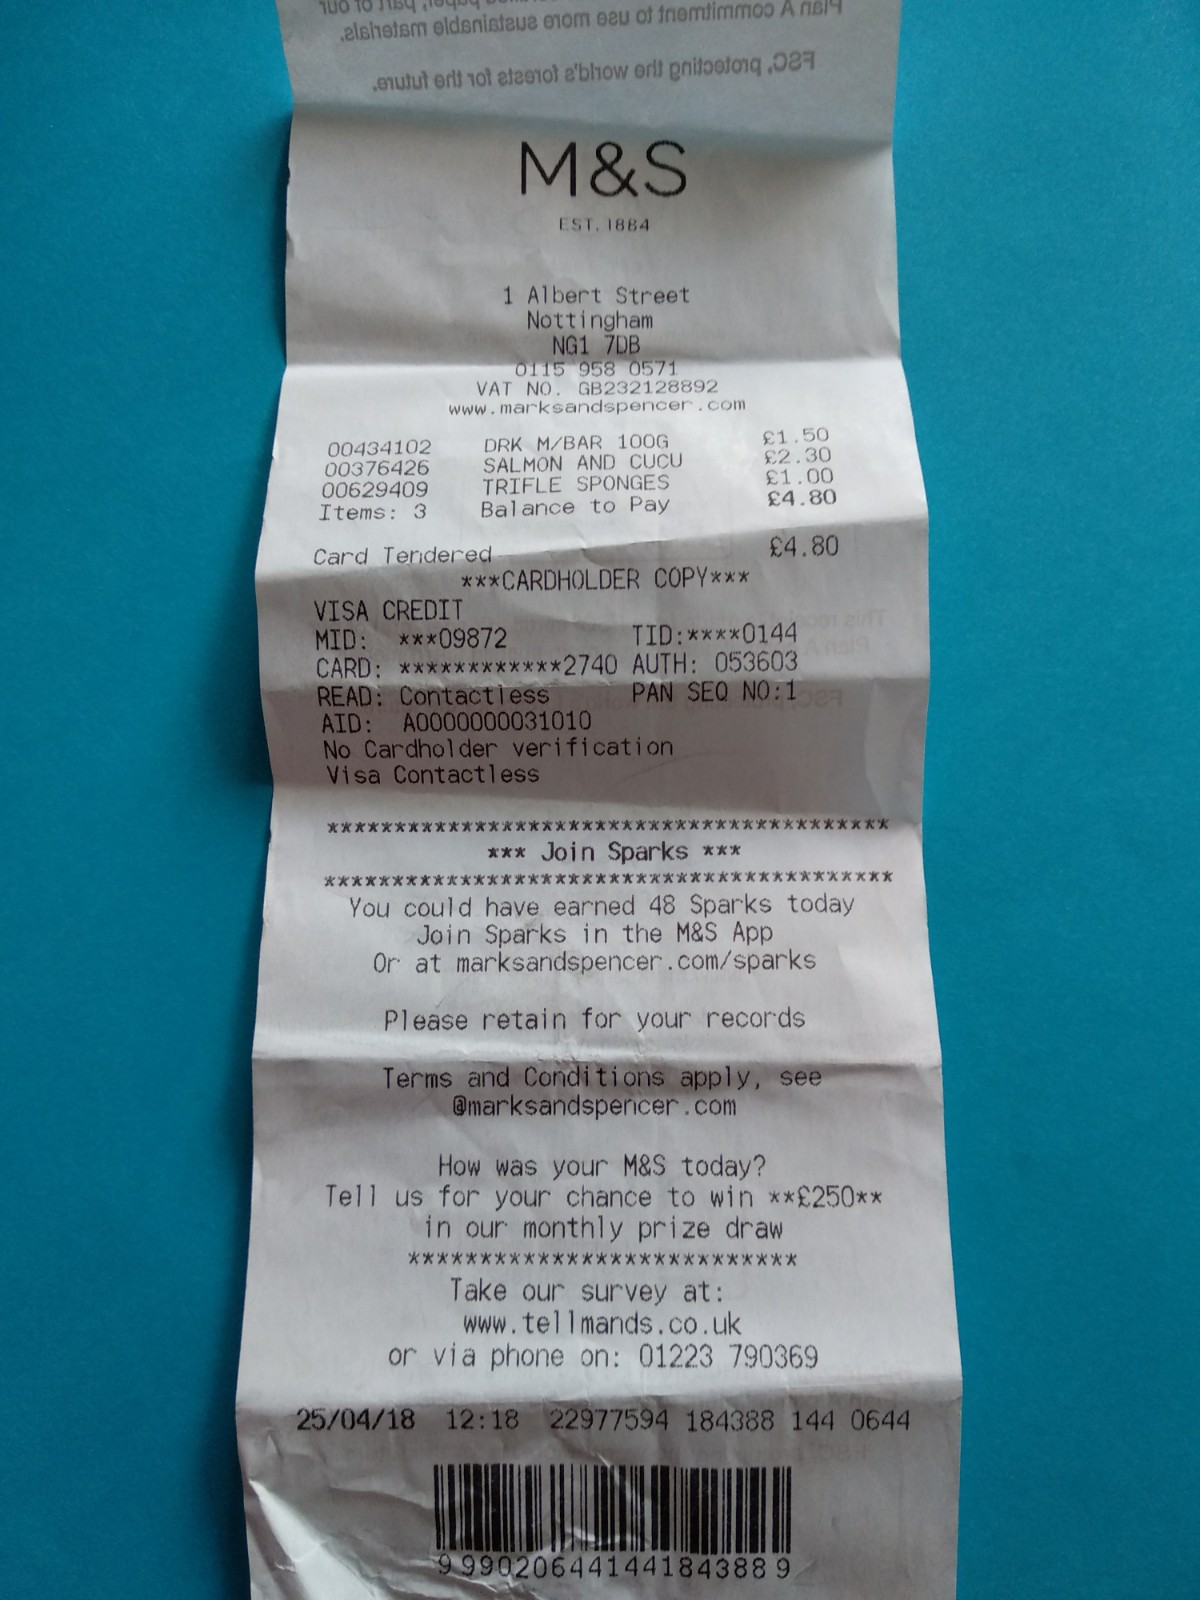 Plan A commitment to use more sustainable materials.
FSC, protecting the world's forests for the future.
M&S
EST. 1884
1 Albert Street
Nottingham
NG1 7DB
0115 958 0571
VAT NO. GB232128892
www.marksandspencer.com
00434102 DRK M/BAR 100G £1.50
00376426 SALMON AND CUCU £2.30
00629409 TRIFLE SPONGES £1.00
Items: 3 Balance to Pay £4.80
Card Tendered £4.80
***CARDHOLDER COPY***
VISA CREDIT
MID: ***09872 TID:****0144
CARD: ************2740 AUTH: 053603
READ: Contactless PAN SEQ NO:1
AID: A0000000031010
No Cardholder verification
Visa Contactless
******************************************
*** Join Sparks ***
******************************************
You could have earned 48 Sparks today
Join Sparks in the M&S App
Or at marksandspencer.com/sparks
Please retain for your records
Terms and Conditions apply, see
@marksandspencer.com
How was your M&S today?
Tell us for your chance to win **£250**
in our monthly prize draw
***************************
Take our survey at:
www.tellmands.co.uk
or via phone on: 01223 790369
25/04/18 12:18 22977594 184388 144 0644
9 99020644144184388 9